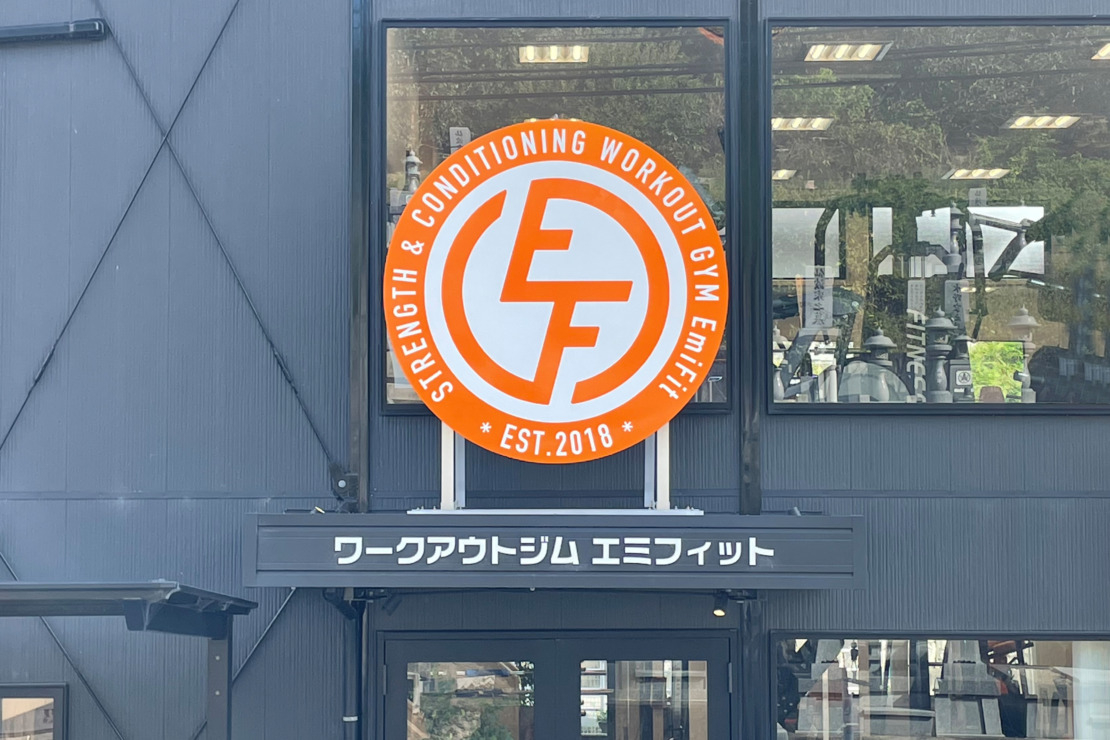 STRENGTH & CONDITIONING WORKOUT GYM EmiFit
EF
* EST.2018 *
ワークアウトジム エミフィット